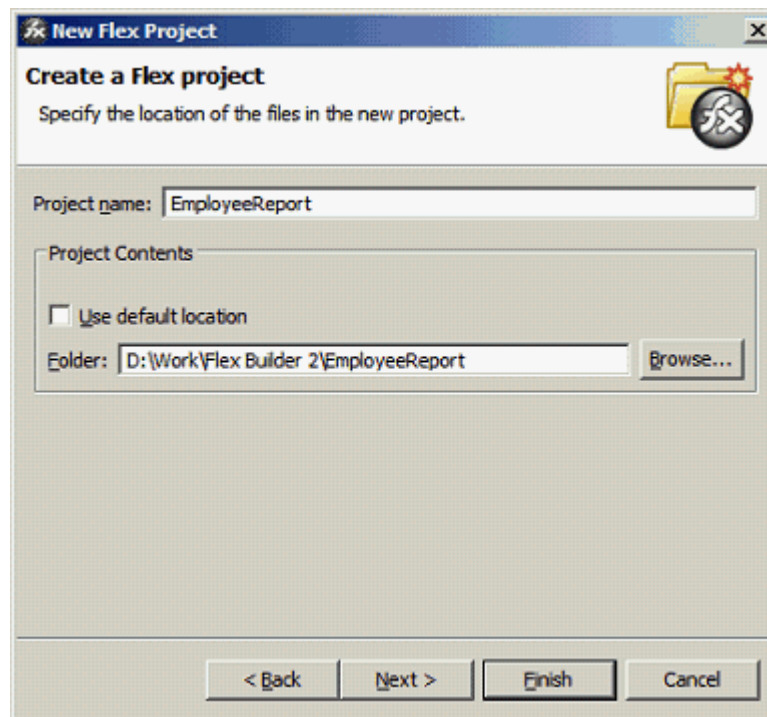 New Flex Project
Create a Flex project
Specify the location of the files in the new project.
Project name: EmployeeReport
Project Contents
Use default location
Folder: D:\Work\Flex Builder 2\EmployeeReport Browse...
< Back Next > Finish Cancel